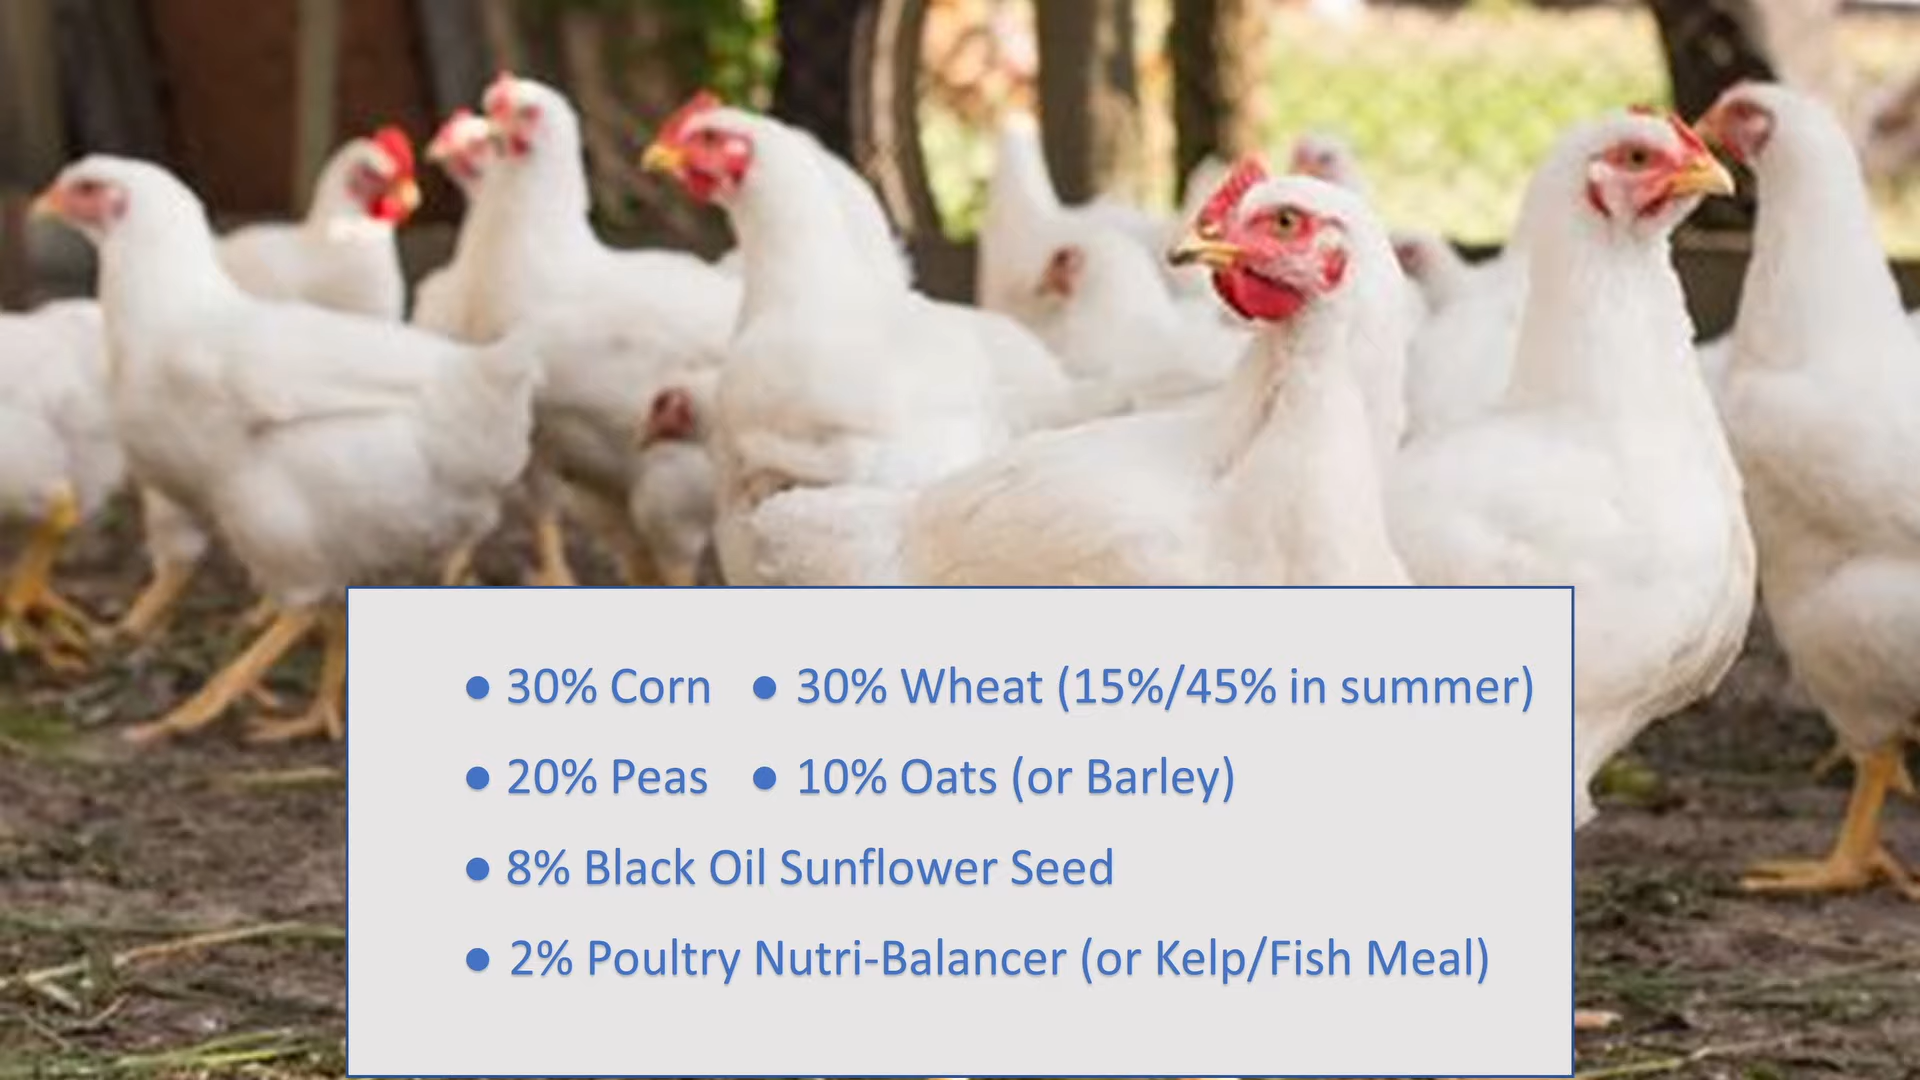 ● 30% Corn ● 30% Wheat (15%/45% in summer)
● 20% Peas ● 10% Oats (or Barley)
● 8% Black Oil Sunflower Seed
● 2% Poultry Nutri-Balancer (or Kelp/Fish Meal)